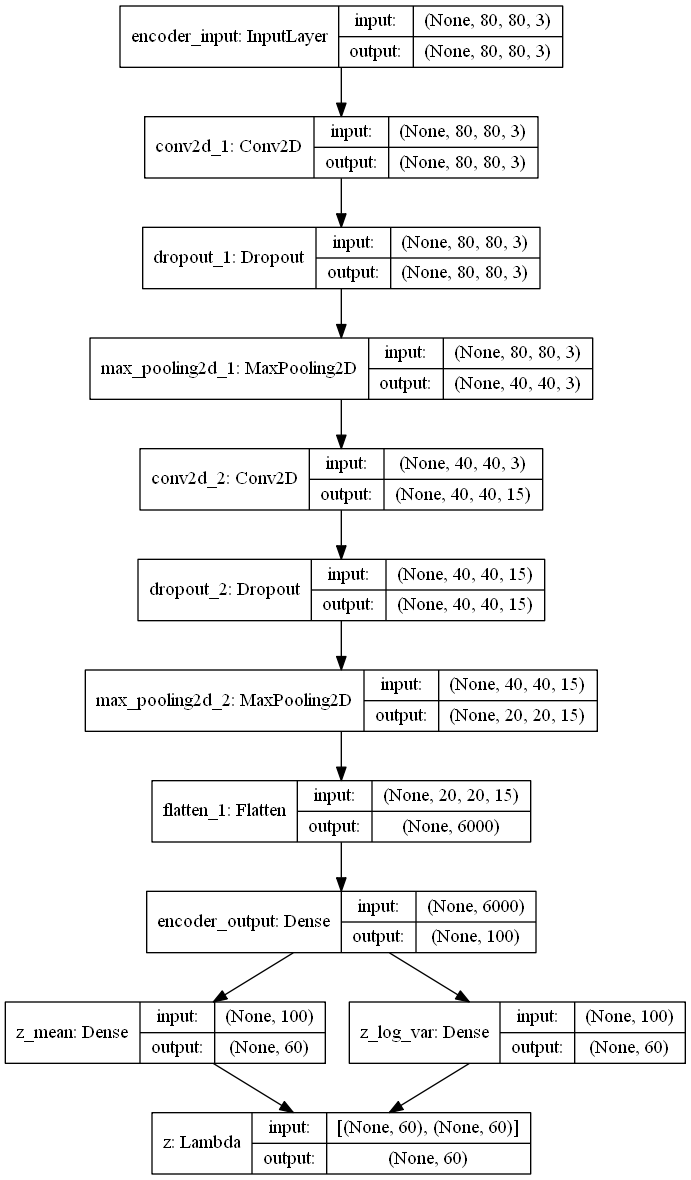 encoder_input: InputLayer
input: (None, 80, 80, 3)
output: (None, 80, 80, 3)
conv2d_1: Conv2D
input: (None, 80, 80, 3)
output: (None, 80, 80, 3)
dropout_1: Dropout
input: (None, 80, 80, 3)
output: (None, 80, 80, 3)
max_pooling2d_1: MaxPooling2D
input: (None, 80, 80, 3)
output: (None, 40, 40, 3)
conv2d_2: Conv2D
input: (None, 40, 40, 3)
output: (None, 40, 40, 15)
dropout_2: Dropout
input: (None, 40, 40, 15)
output: (None, 40, 40, 15)
max_pooling2d_2: MaxPooling2D
input: (None, 40, 40, 15)
output: (None, 20, 20, 15)
flatten_1: Flatten
input: (None, 20, 20, 15)
output: (None, 6000)
encoder_output: Dense
input: (None, 6000)
output: (None, 100)
z_mean: Dense
input: (None, 100)
output: (None, 60)
z_log_var: Dense
input: (None, 100)
output: (None, 60)
z: Lambda
input: [(None, 60), (None, 60)]
output: (None, 60)